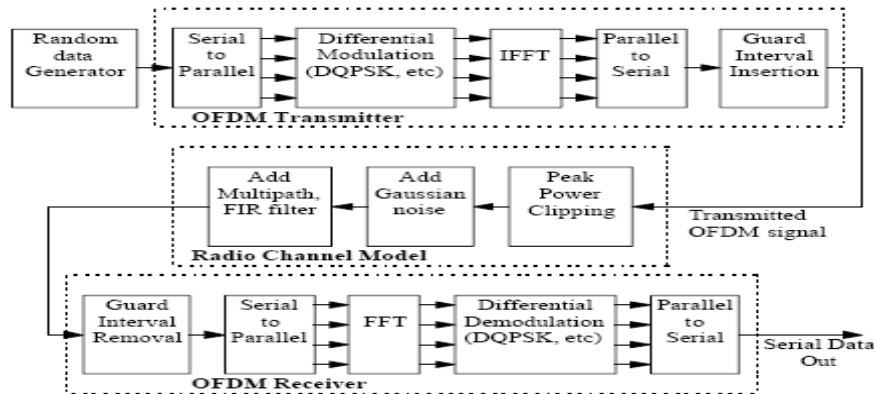 Random
data
Generator
Serial
to
Parallel
Differential
Modulation
(DQPSK, etc)
IFFT
Parallel
to
Serial
Guard
Interval
Insertion
OFDM Transmitter
Add
Multipath,
FIR filter
Add
Gaussian
noise
Peak
Power
Clipping
Transmitted
OFDM signal
Radio Channel Model
Guard
Interval
Removal
Serial
to
Parallel
FFT
Differential
Demodulation
(DQPSK, etc)
Parallel
to
Serial
Serial Data
Out
OFDM Receiver